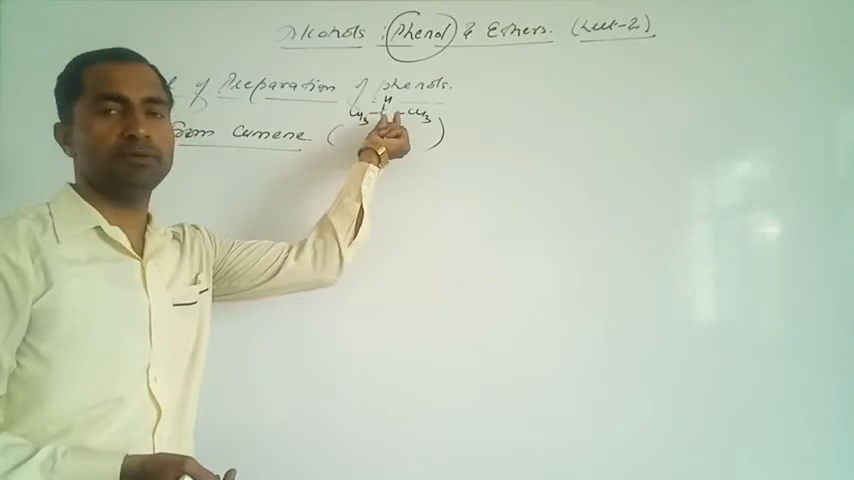 Alcohols : Phenol & Ethers. (Lect-2)
of Preparation of phenols.
H
CH3 - - CH3
from Cumene ( )